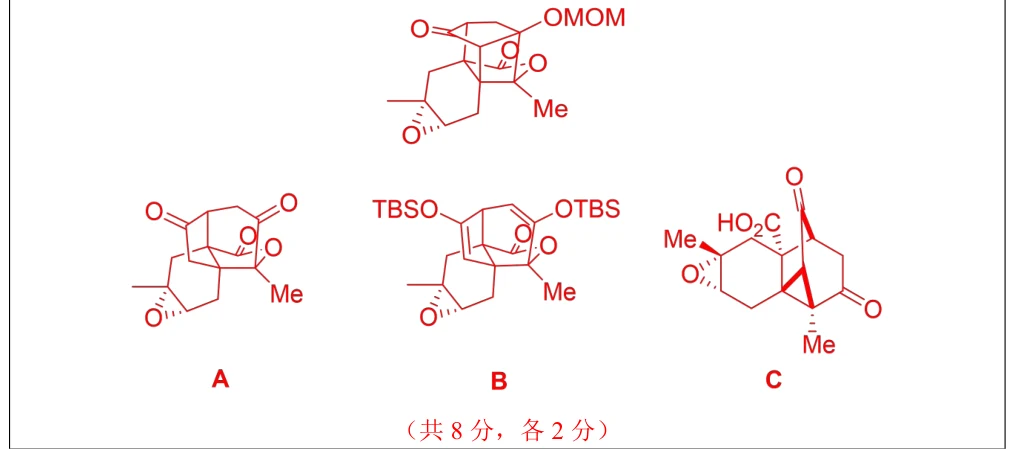 O OMOM
O O
Me
O
O O
O O
Me
O
TBSO OTBS
O O
Me
O
O
HO₂C
Me
O
O
Me
A B C
（共 8 分，各 2 分）